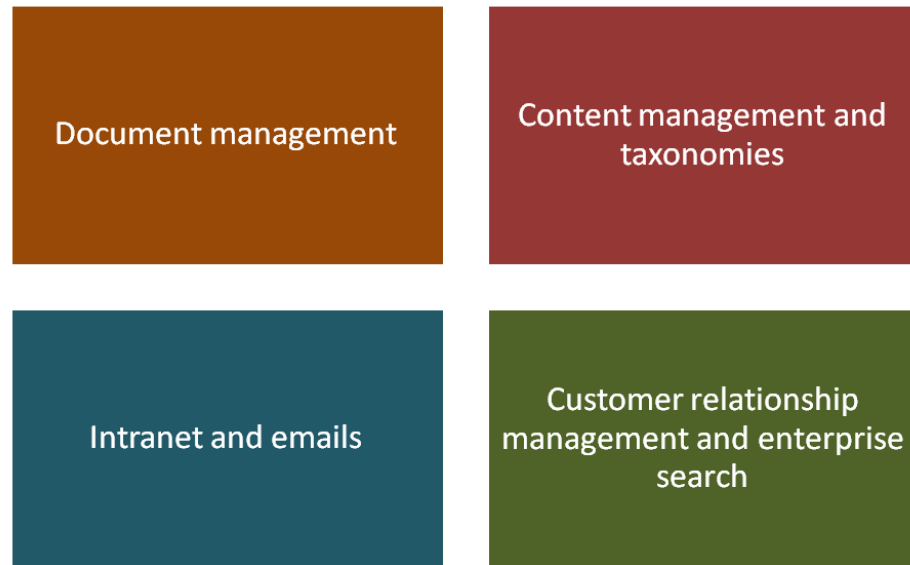 Document management
Content management and
taxonomies
Intranet and emails
Customer relationship
management and enterprise
search